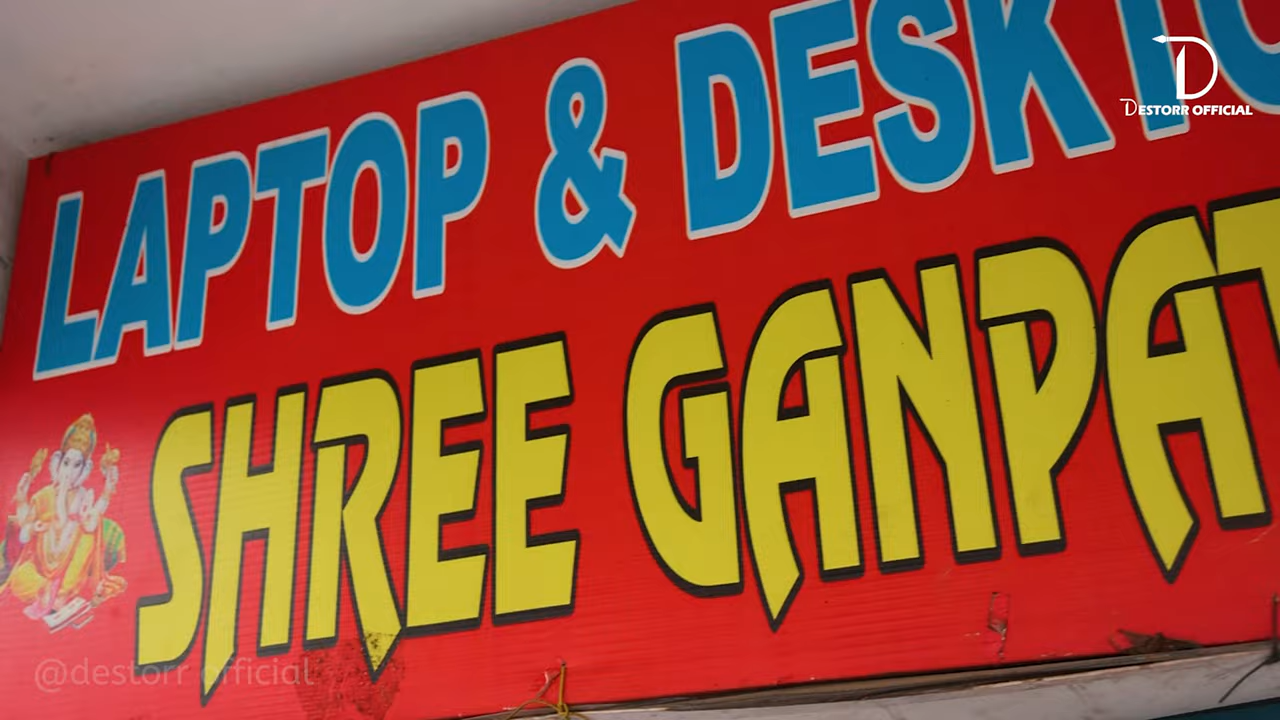 LAPTOP & DESKTO
SHREE GANPAT
DESTORR OFFICIAL
@destorr official